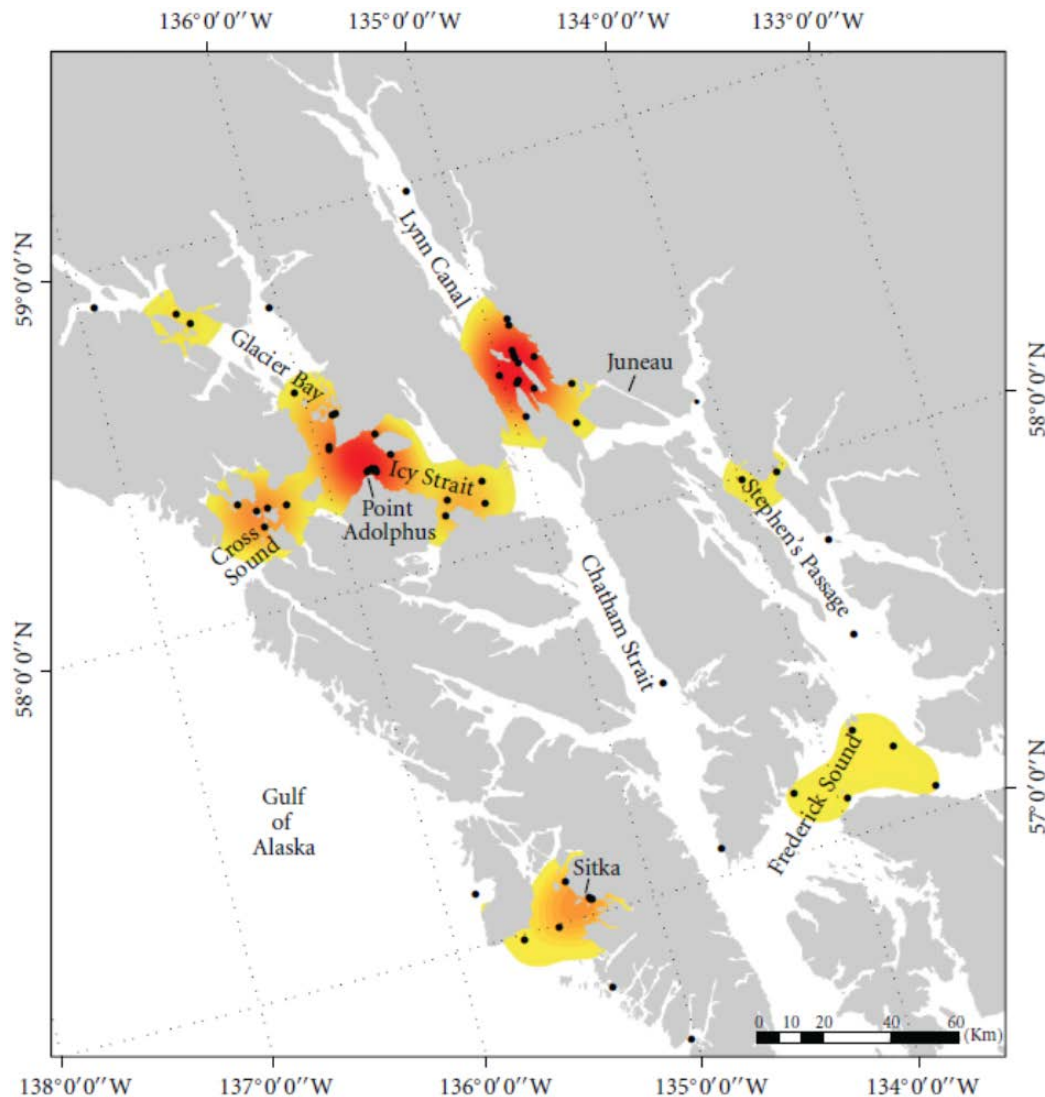 136°0′0′′W
135°0′0′′W
134°0′0′′W
133°0′0′′W
59°0′0′′N
58°0′0′′N
58°0′0′′N
57°0′0′′N
Lynn Canal
Juneau
Glacier Bay
Icy Strait
Point
Adolphus
Cross
Sound
Stephen's Passage
Chatham Strait
Frederick Sound
Gulf
of
Alaska
Sitka
0 10 20 40 60
(Km)
138°0′0′′W
137°0′0′′W
136°0′0′′W
135°0′0′′W
134°0′0′′W